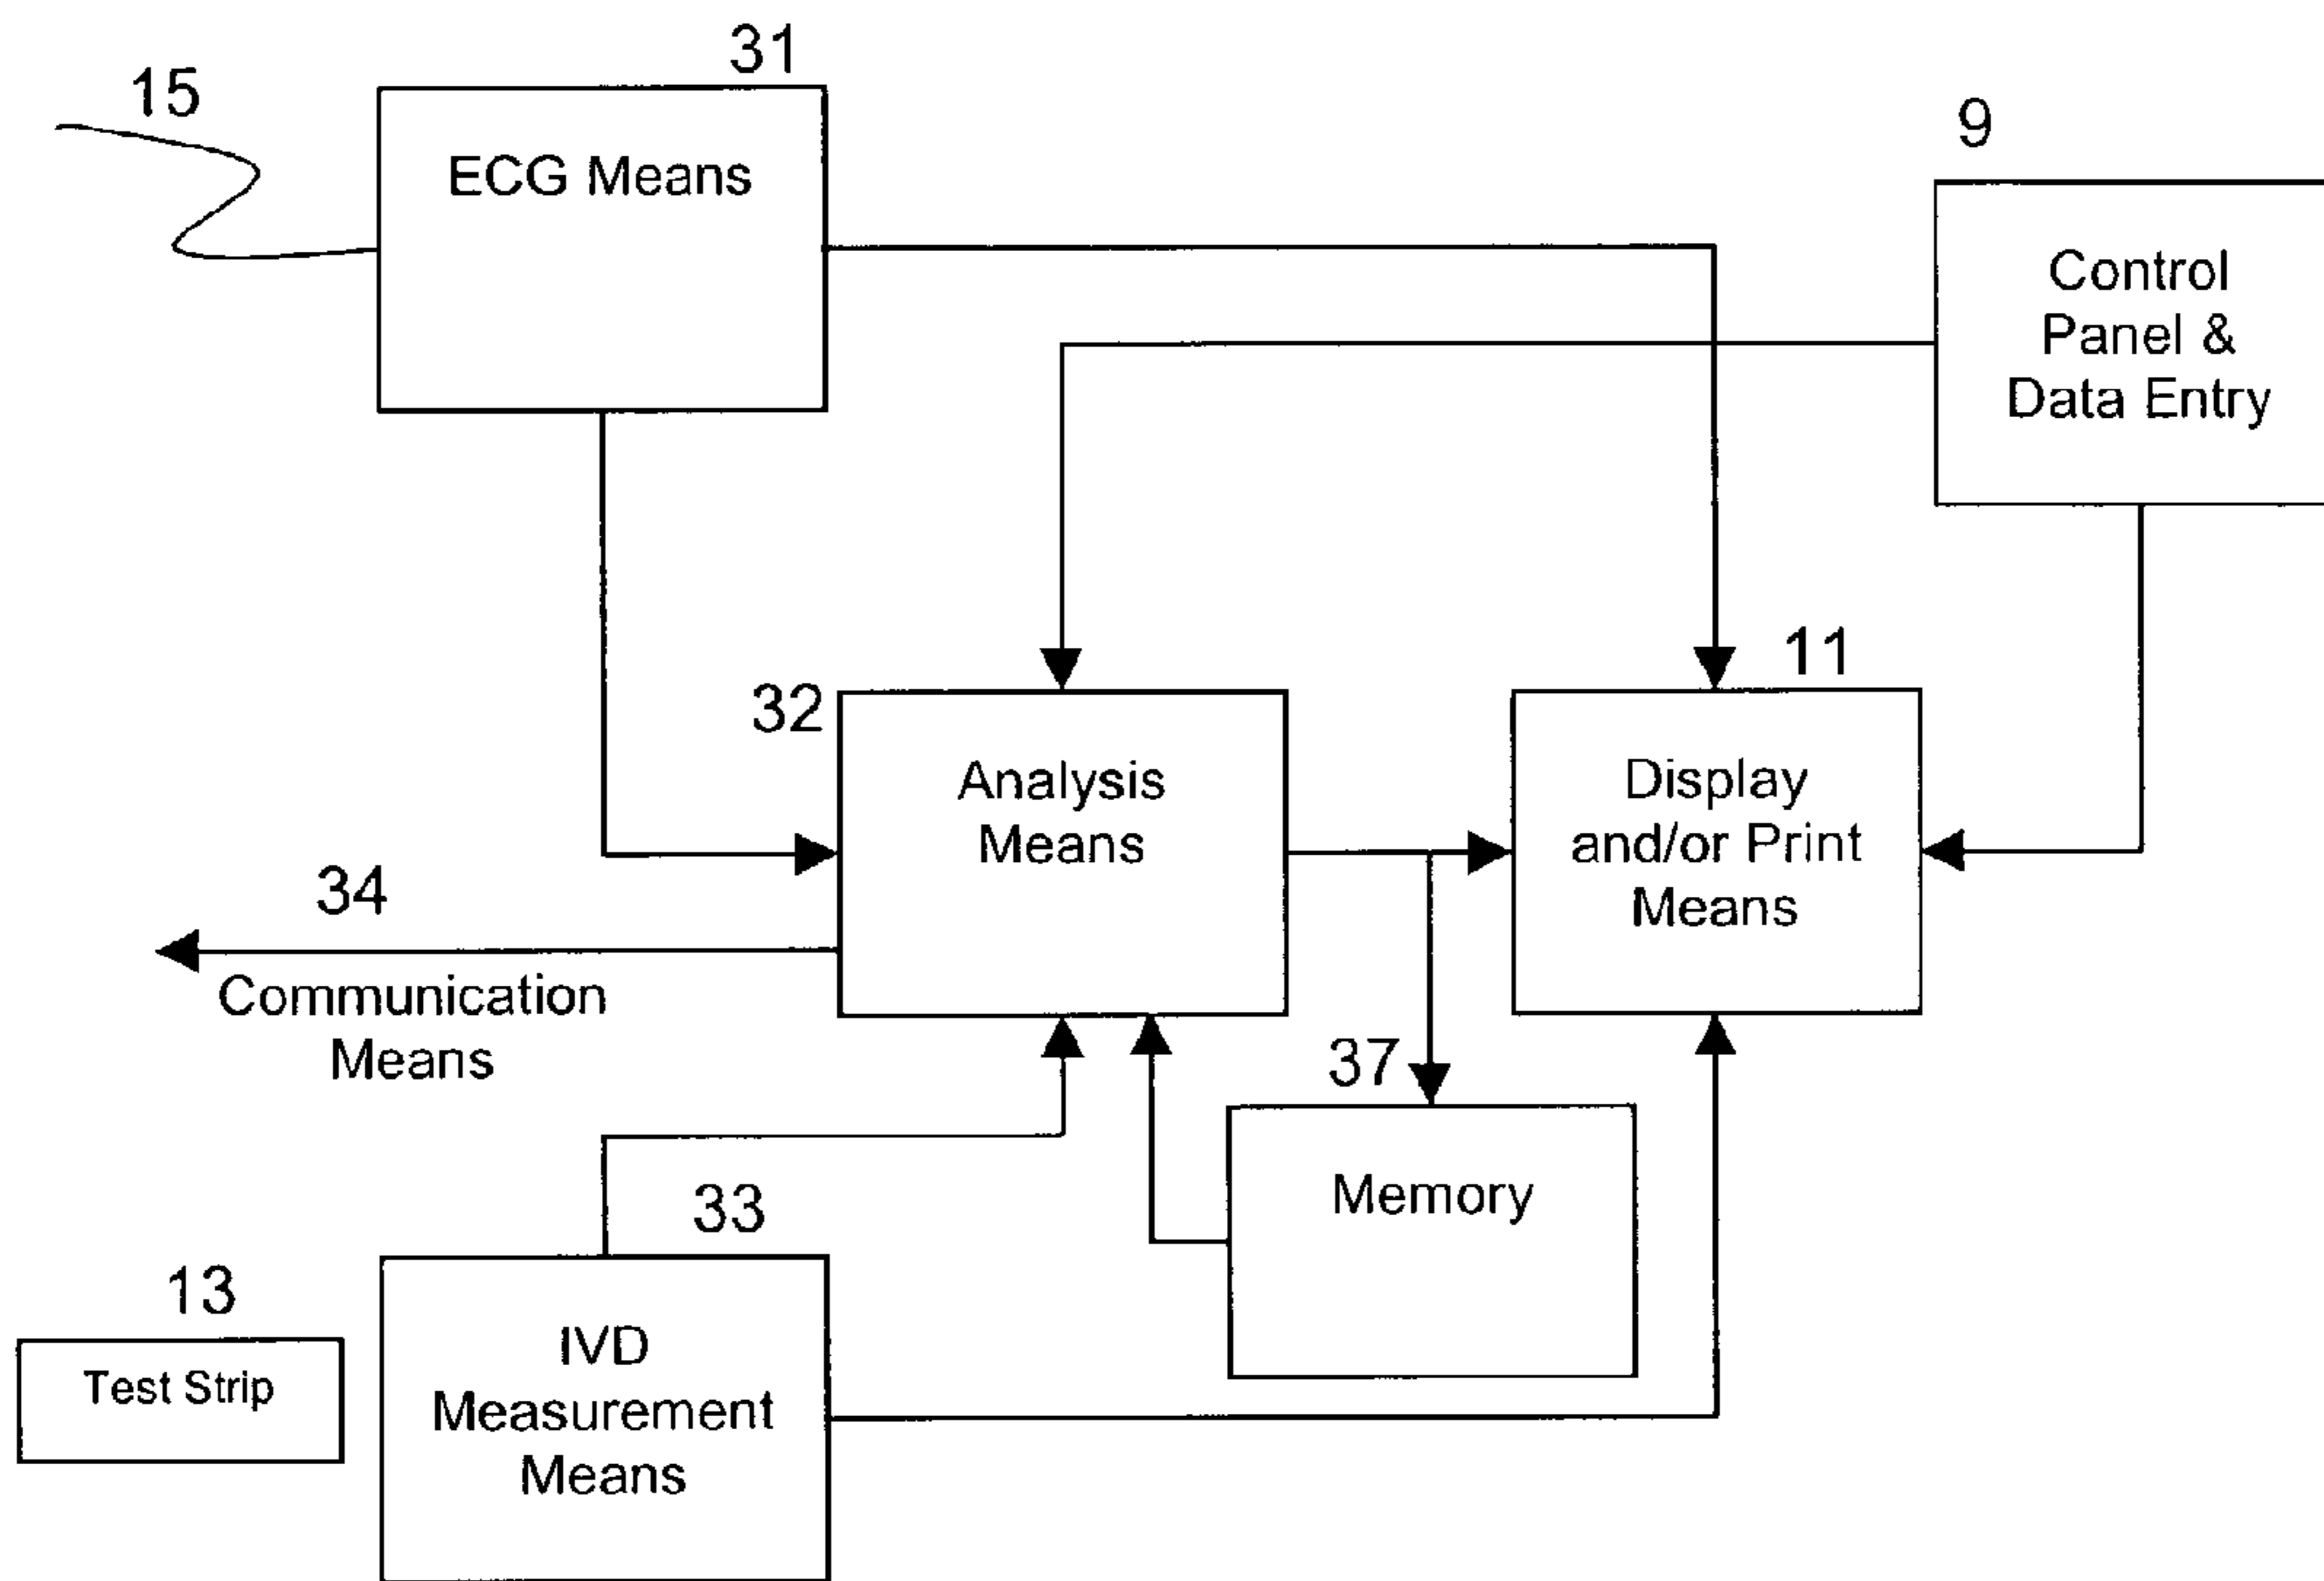 31
15
9
ECG Means
Control
Panel &
Data Entry
11
32
Analysis
Means
Display
and/or Print
Means
34
Communication
Means
37
Memory
33
13
Test Strip
IVD
Measurement
Means